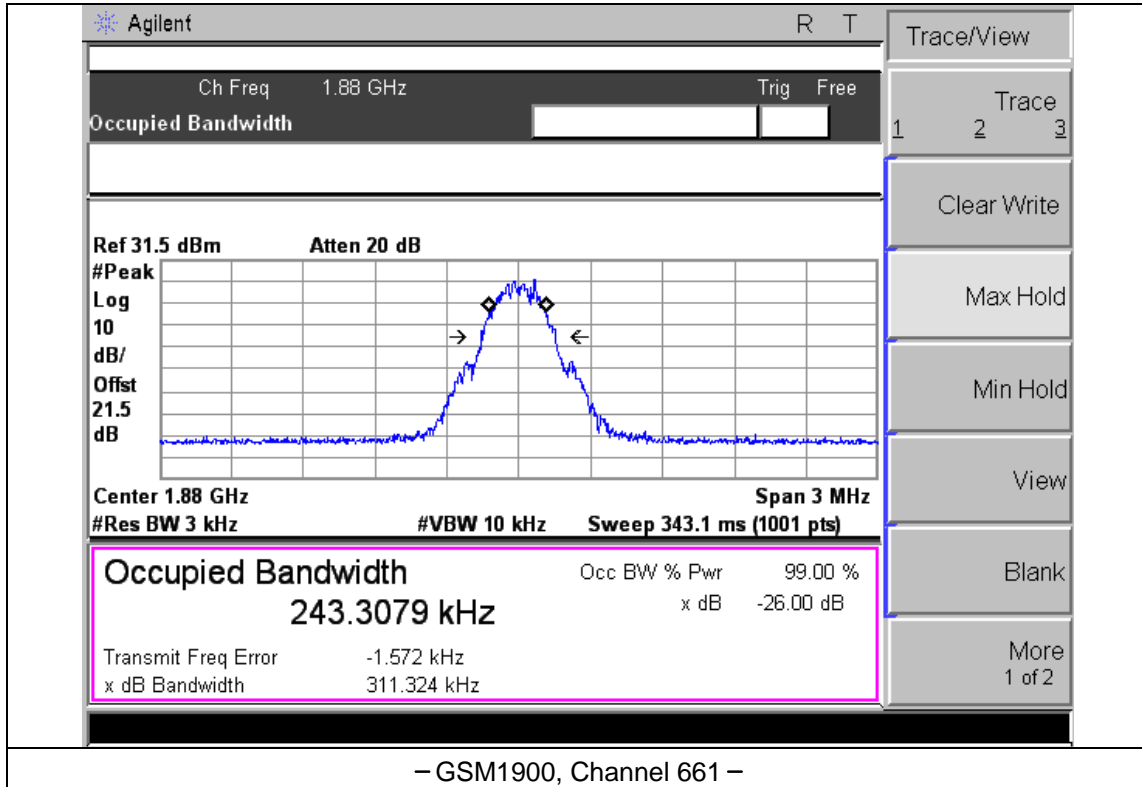 Agilent R T
Ch Freq 1.88 GHz Trig Free
Occupied Bandwidth
Ref 31.5 dBm Atten 20 dB
#Peak
Log
10
dB/
Offst
21.5
dB
Center 1.88 GHz Span 3 MHz
#Res BW 3 kHz #VBW 10 kHz Sweep 343.1 ms (1001 pts)
Occupied Bandwidth Occ BW % Pwr 99.00 %
243.3079 kHz x dB -26.00 dB
Transmit Freq Error -1.572 kHz
x dB Bandwidth 311.324 kHz
Trace/View
Trace
1 2 3
Clear Write
Max Hold
Min Hold
View
Blank
More
1 of 2
–GSM1900, Channel 661–